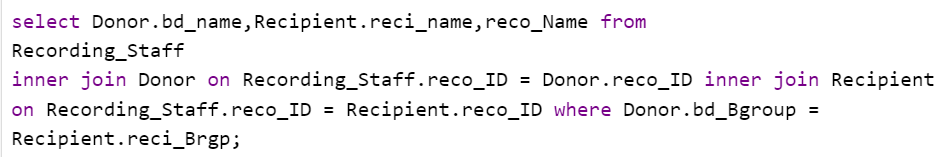 select Donor.bd_name,Recipient.reci_name,reco_Name from
Recording_Staff
inner join Donor on Recording_Staff.reco_ID = Donor.reco_ID inner join Recipient
on Recording_Staff.reco_ID = Recipient.reco_ID where Donor.bd_Bgroup =
Recipient.reci_Brgp;